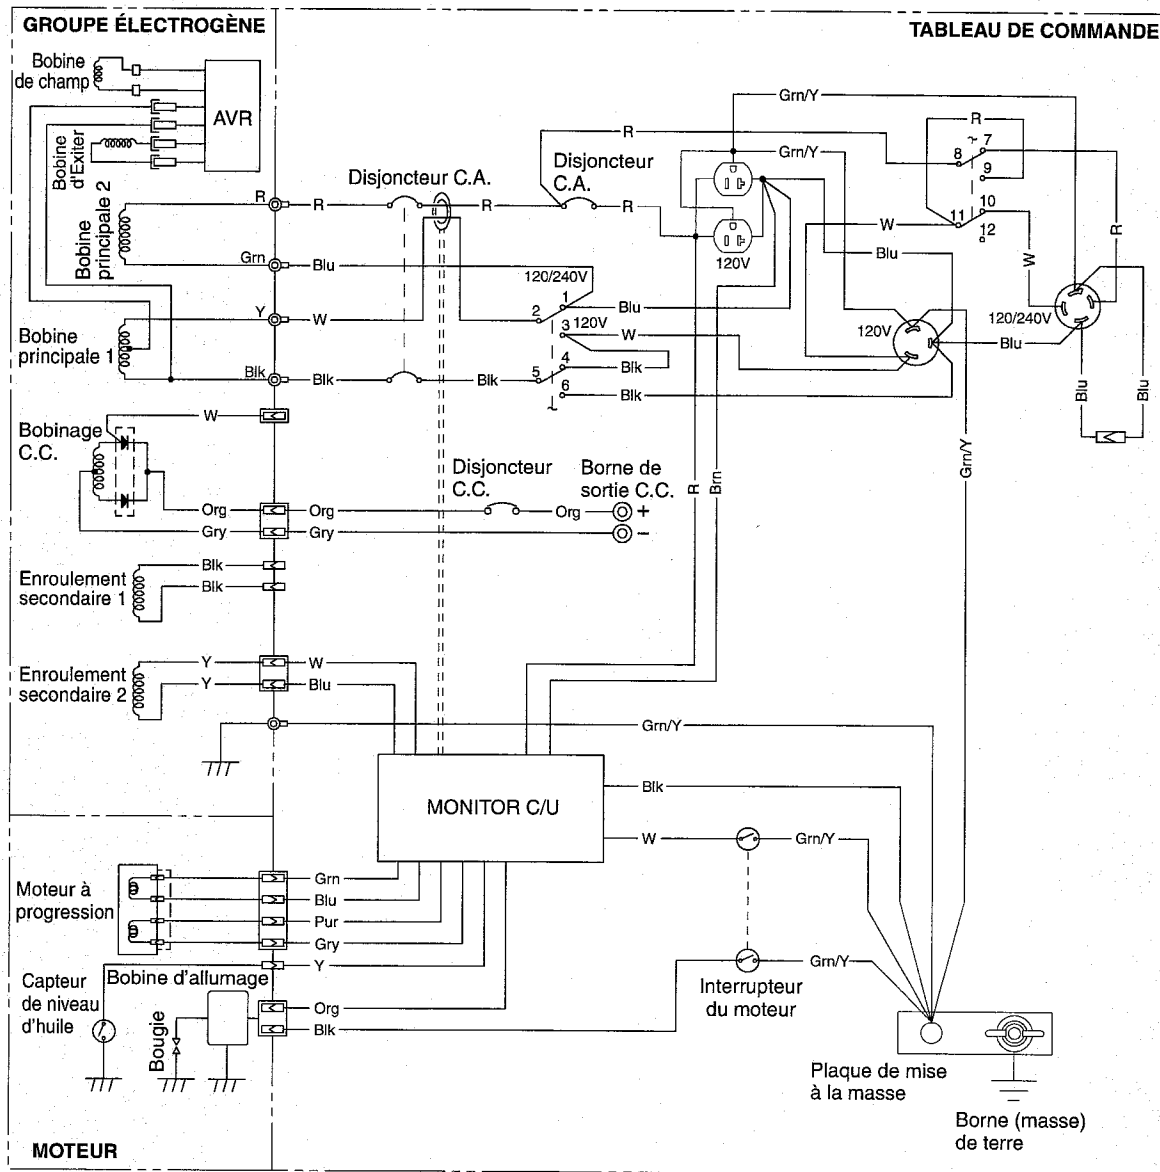 GROUPE ÉLECTROGÈNE
TABLEAU DE COMMANDE
Bobine
de champ
AVR
Bobine
d'Exiter
Grn/Y
R
R
Grn/Y
7
8
9
Disjoncteur C.A.
Disjoncteur
C.A.
Bobine
principale 2
R
R
R
R
10
11
12
W
R
Grn
Blu
120V
Blu
W
120/240V
1
Blu
Y
W
2
3
120V
W
120V
120/240V
Blu
Bobine
principale 1
4
Blk
Blk
Blk
Blk
5
6
Blk
Blu
Blu
W
Bobinage
C.C.
Grn/Y
Disjoncteur
C.C.
Borne de
sortie C.C.
R
Brn
Org
Org
Org
+
Gry
Gry
−
Enroulement
secondaire 1
Blk
Blk
Enroulement
secondaire 2
Y
W
Y
Blu
Grn/Y
MONITOR C/U
Blk
W
Grn/Y
Moteur à
progression
Grn
Blu
Pur
Gry
Y
Grn/Y
Capteur
de niveau
d'huile
Bobine d'allumage
Interrupteur
du moteur
Org
Blk
Bougie
Plaque de mise
à la masse
Borne (masse)
de terre
MOTEUR